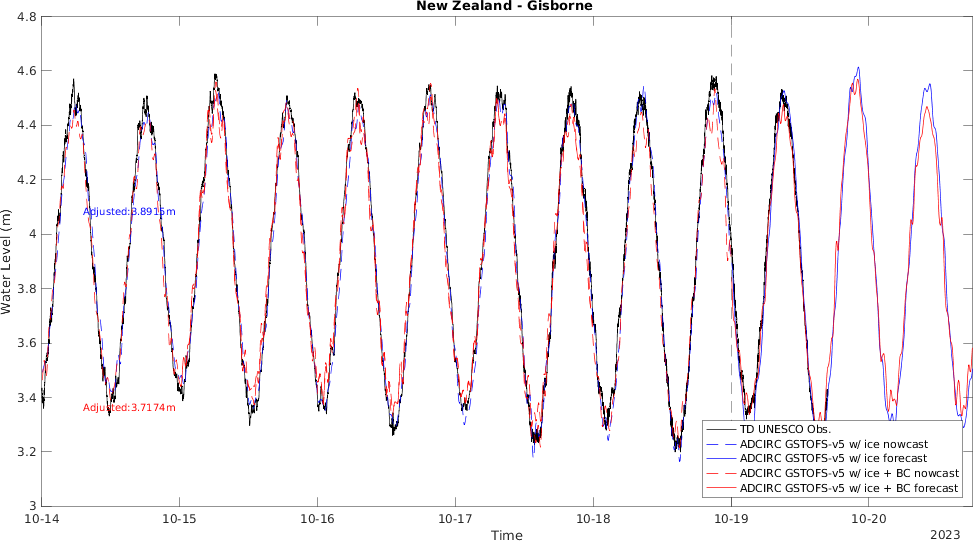 New Zealand - Gisborne
4.8
4.6
4.4
4.2
4
3.8
3.6
3.4
3.2
3
Water Level (m)
Adjusted:3.8915m
Adjusted:3.7174m
TD UNESCO Obs.
ADCIRC GSTOFS-v5 w/ ice nowcast
ADCIRC GSTOFS-v5 w/ ice forecast
ADCIRC GSTOFS-v5 w/ ice + BC nowcast
ADCIRC GSTOFS-v5 w/ ice + BC forecast
10-14 10-15 10-16 10-17 10-18 10-19 10-20
Time
2023